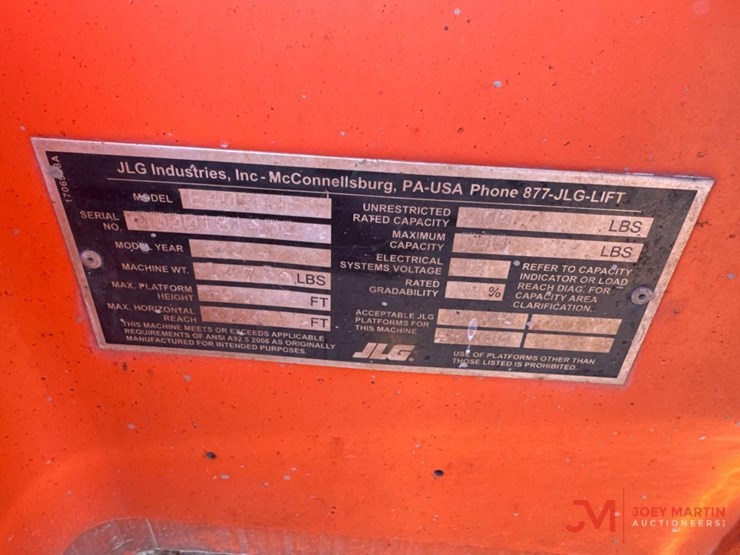 JLG Industries, Inc - McConnellsburg, PA-USA Phone 877-JLG-LIFT
MODEL
SERIAL NO.
MODEL YEAR
MACHINE WT. LBS
MAX. PLATFORM HEIGHT FT
MAX. HORIZONTAL REACH FT
THIS MACHINE MEETS OR EXCEEDS APPLICABLE
REQUIREMENTS OF ANSI A92.5 2006 AS ORIGINALLY
MANUFACTURED FOR INTENDED PURPOSES.
UNRESTRICTED
RATED CAPACITY LBS
MAXIMUM
CAPACITY LBS
ELECTRICAL
SYSTEMS VOLTAGE
RATED
GRADABILITY %
REFER TO CAPACITY
INDICATOR OR LOAD
REACH DIAG. FOR
CAPACITY AREA
CLARIFICATION.
ACCEPTABLE JLG
PLATFORMS FOR
THIS MACHINE
JLG
USE OF PLATFORMS OTHER THAN
THOSE LISTED IS PROHIBITED.
JM JOEY MARTIN
AUCTIONEERS LLC